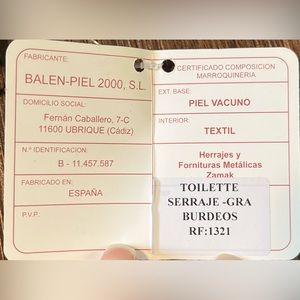 FABRICANTE:
BALEN-PIEL 2000, S.L.
DOMICILIO SOCIAL:
Fernán Caballero, 7-C
11600 UBRIQUE (Cádiz)
N.º IDENTIFICACION:
B - 11.457.587
FABRICADO EN:
ESPAÑA
P.V.P.:
CERTIFICADO COMPOSICION
MARROQUINERIA
EXT. BASE:
PIEL VACUNO
INTERIOR:
TEXTIL
Herrajes y
Fornituras Metálicas
Zamak
TOILETTE
SERRAJE -GRA
BURDEOS
RF:1321